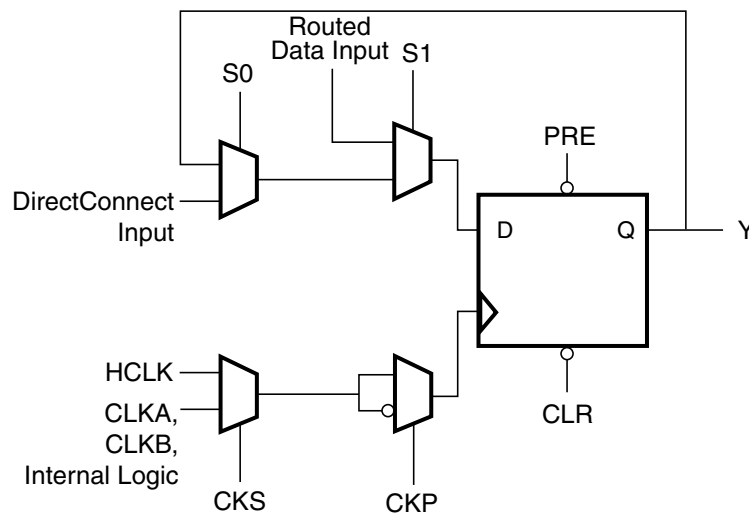 Routed
Data Input
S1
S0
PRE
DirectConnect
Input
D
Q
Y
HCLK
CLKA,
CLKB,
Internal Logic
CLR
CKS
CKP